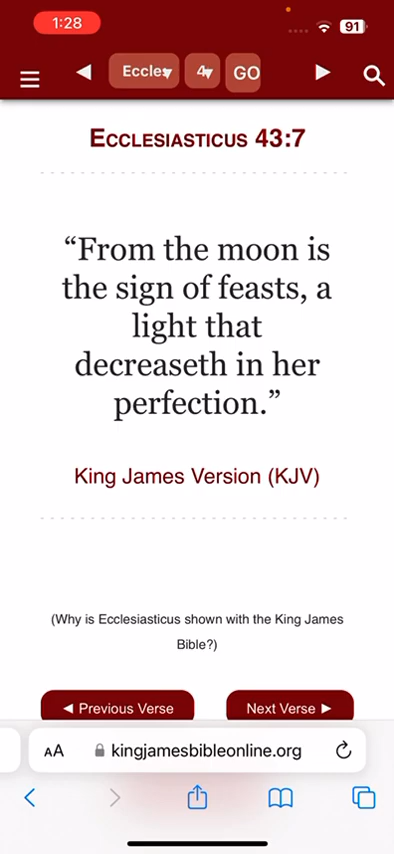 1:28
91
Eccles
4
GO
ECCLESIASTICUS 43:7
“From the moon is
the sign of feasts, a
light that
decreaseth in her
perfection.”
King James Version (KJV)
(Why is Ecclesiasticus shown with the King James
Bible?)
◄ Previous Verse
Next Verse ►
AA
kingjamesbibleonline.org